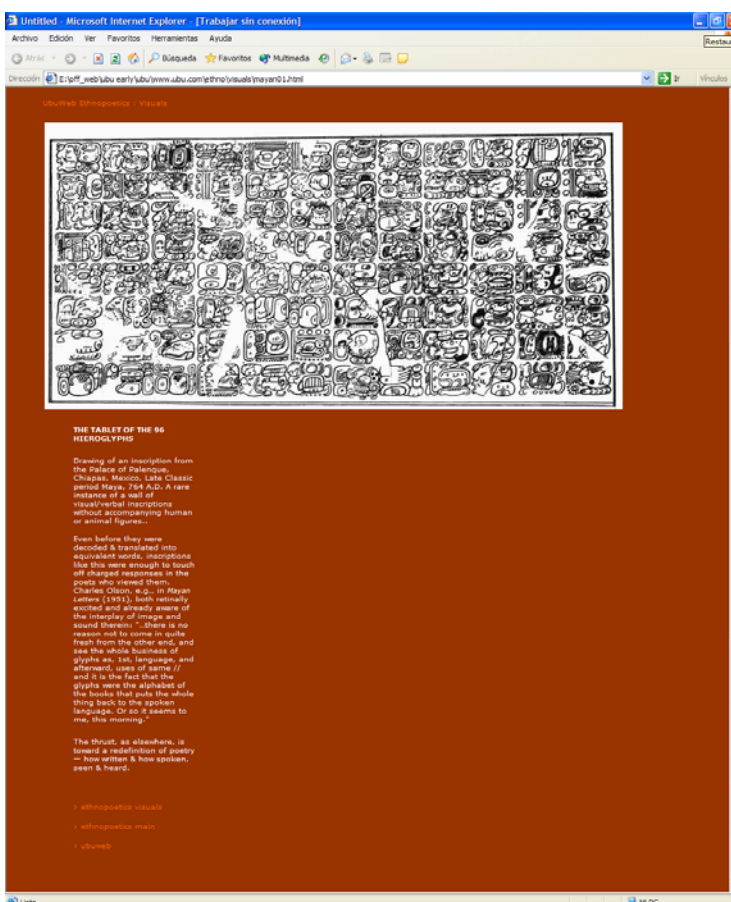 Untitled - Microsoft Internet Explorer - [Trabajar sin conexión]
Archivo Edición Ver Favoritos Herramientas Ayuda
Restau
Atrás Búsqueda Favoritos Multimedia
Dirección E:\off_web\ubu early\ubu\www.ubu.com\ethno\visuals\mayan01.html Ir Vínculos
UbuWeb Ethnopoetics : Visuals
THE TABLET OF THE 96
HIEROGLYPHS
Drawing of an inscription from
the Palace of Palenque,
Chiapas, Mexico, Late Classic
period Maya, 764 A.D. A rare
instance of a wall of
visual/verbal inscriptions
without accompanying human
or animal figures..
Even before they were
decoded & translated into
equivalent words, inscriptions
like this were enough to touch
off charged responses in the
poets who viewed them.
Charles Olson, e.g., in Mayan
Letters (1951), both retinally
excited and already aware of
the interplay of image and
sound therein: "..there is no
reason not to come in quite
fresh from the other end, and
see the whole business of
glyphs as, 1st, language, and
afterward, uses of same //
and it is the fact that the
glyphs were the alphabet of
the books that puts the whole
thing back to the spoken
language. Or so it seems to
me, this morning."
The thrust, as elsewhere, is
toward a redefinition of poetry
— how written & how spoken,
seen & heard.
› ethnopoetics visuals
› ethnopoetics main
› ubuweb